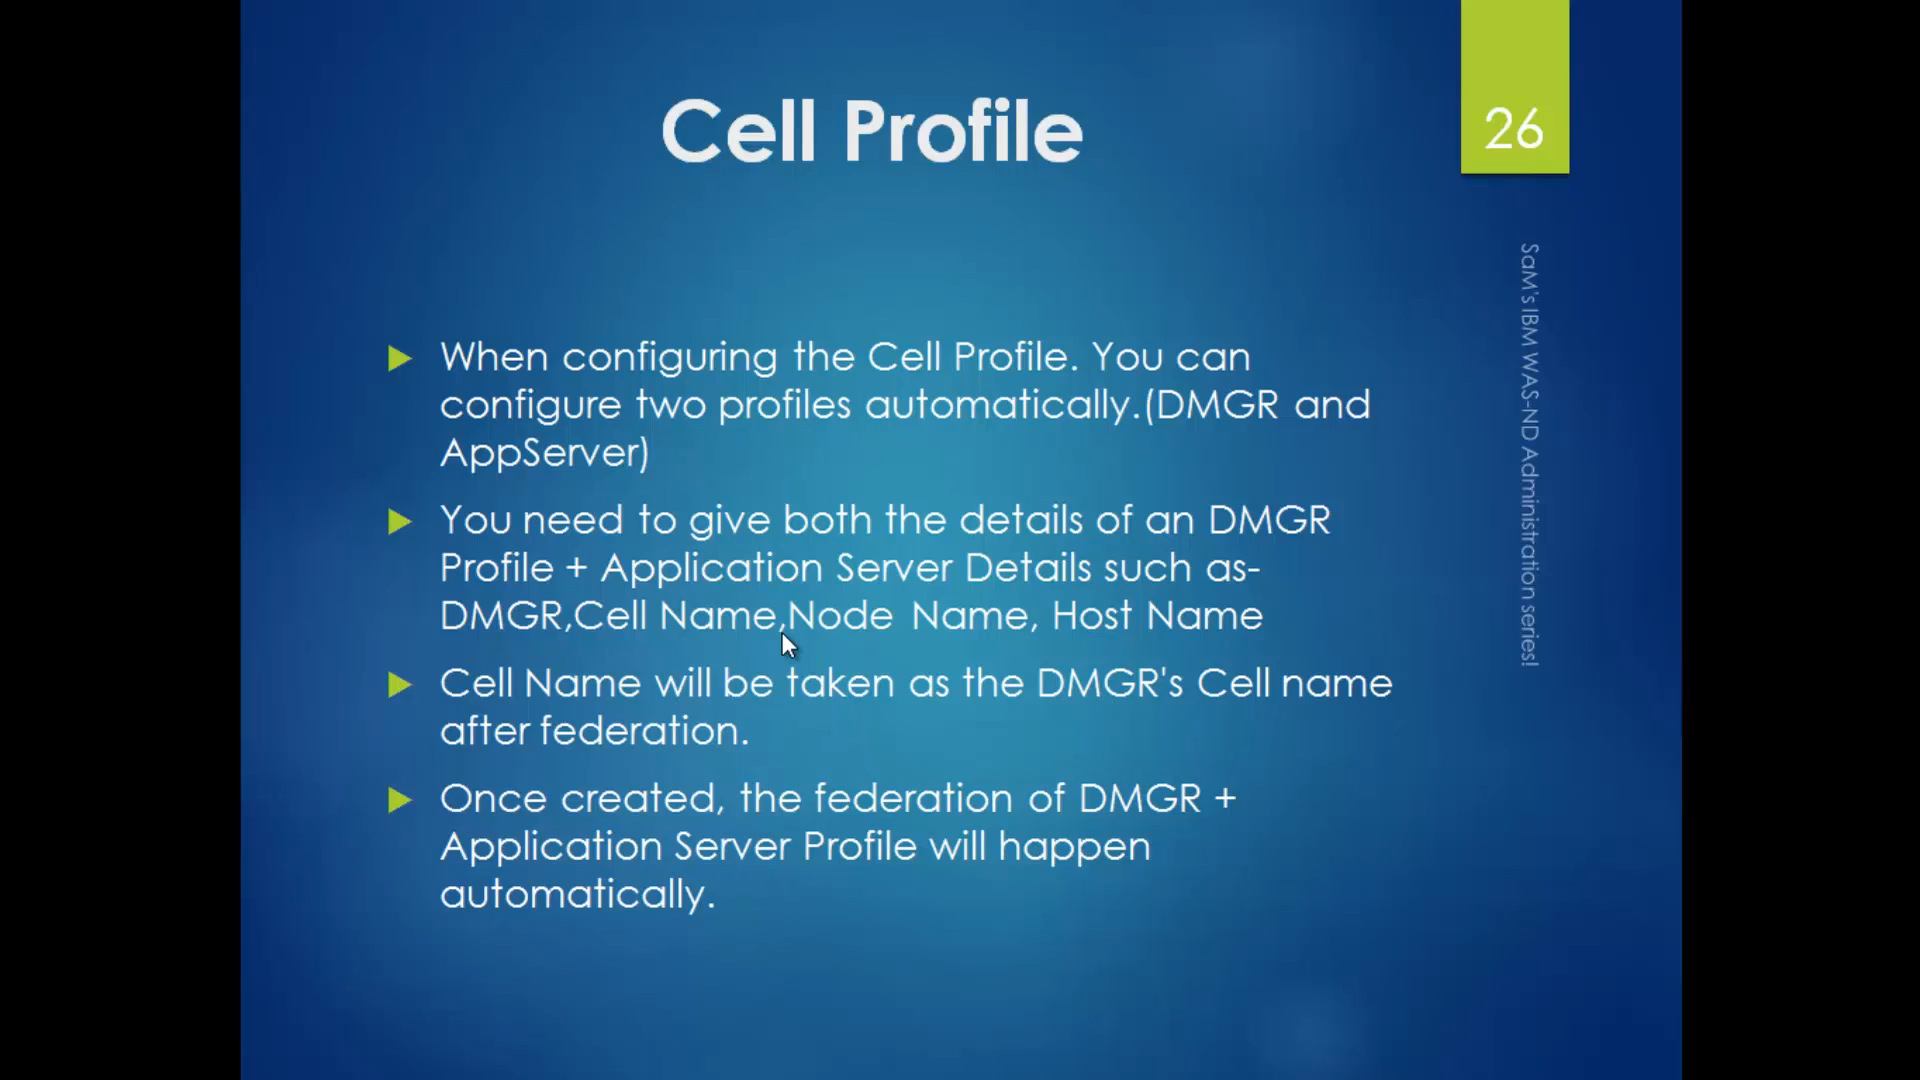 Cell Profile
26
When configuring the Cell Profile. You can
configure two profiles automatically.(DMGR and
AppServer)
You need to give both the details of an DMGR
Profile + Application Server Details such as-
DMGR,Cell Name,Node Name, Host Name
Cell Name will be taken as the DMGR's Cell name
after federation.
Once created, the federation of DMGR +
Application Server Profile will happen
automatically.
SaM's IBM WAS-ND Administration series!